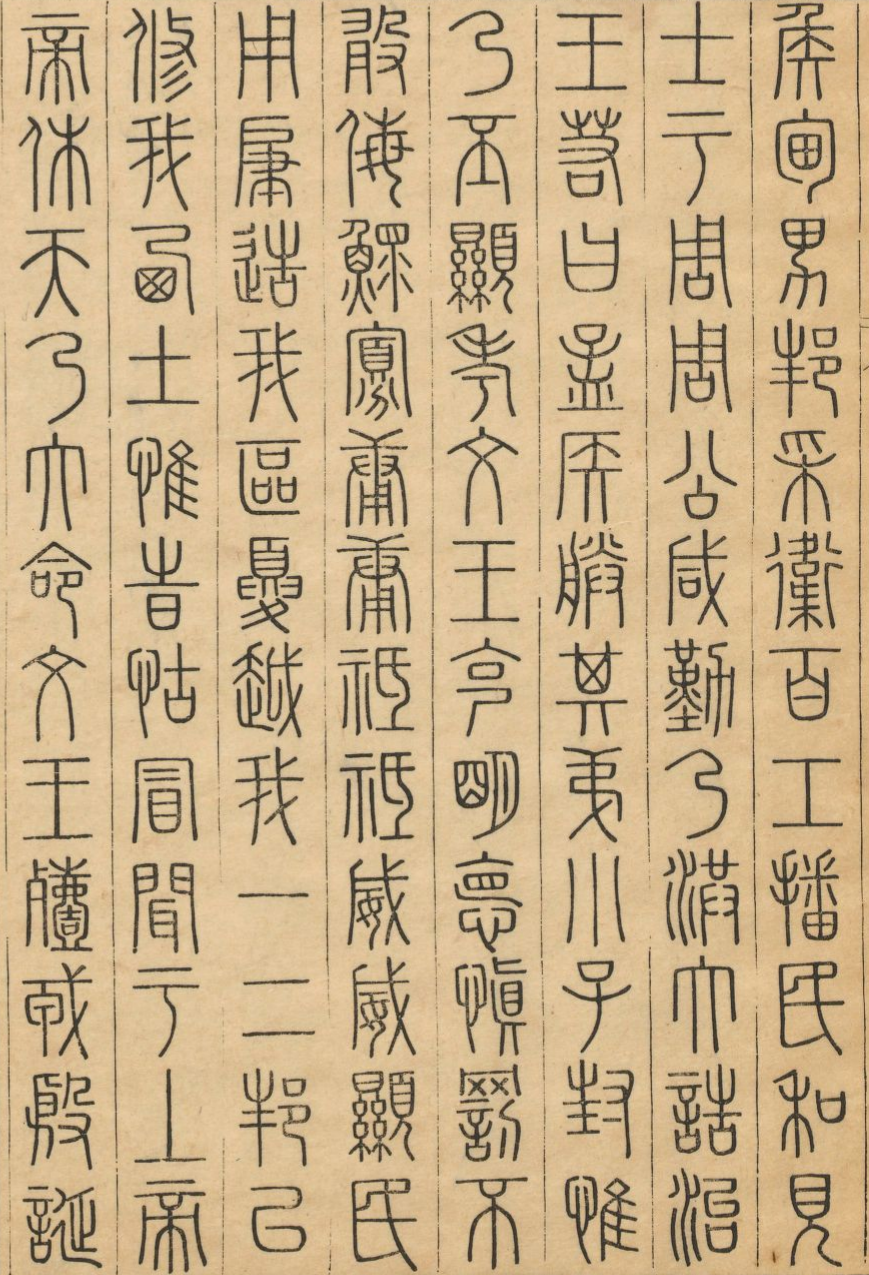 侯甸男邦采衛百工播民和見
士于周周公咸勤乃洪大誥治
王若曰孟侯朕其弟小子封惟
乃丕顯考文王克明德慎罰不
敢侮鰥寡庸庸祗祗威威顯民
用肇造我區夏越我一二邦以
修我西土惟時怙冒聞于上帝
帝休天乃大命文王殪戎殷誕